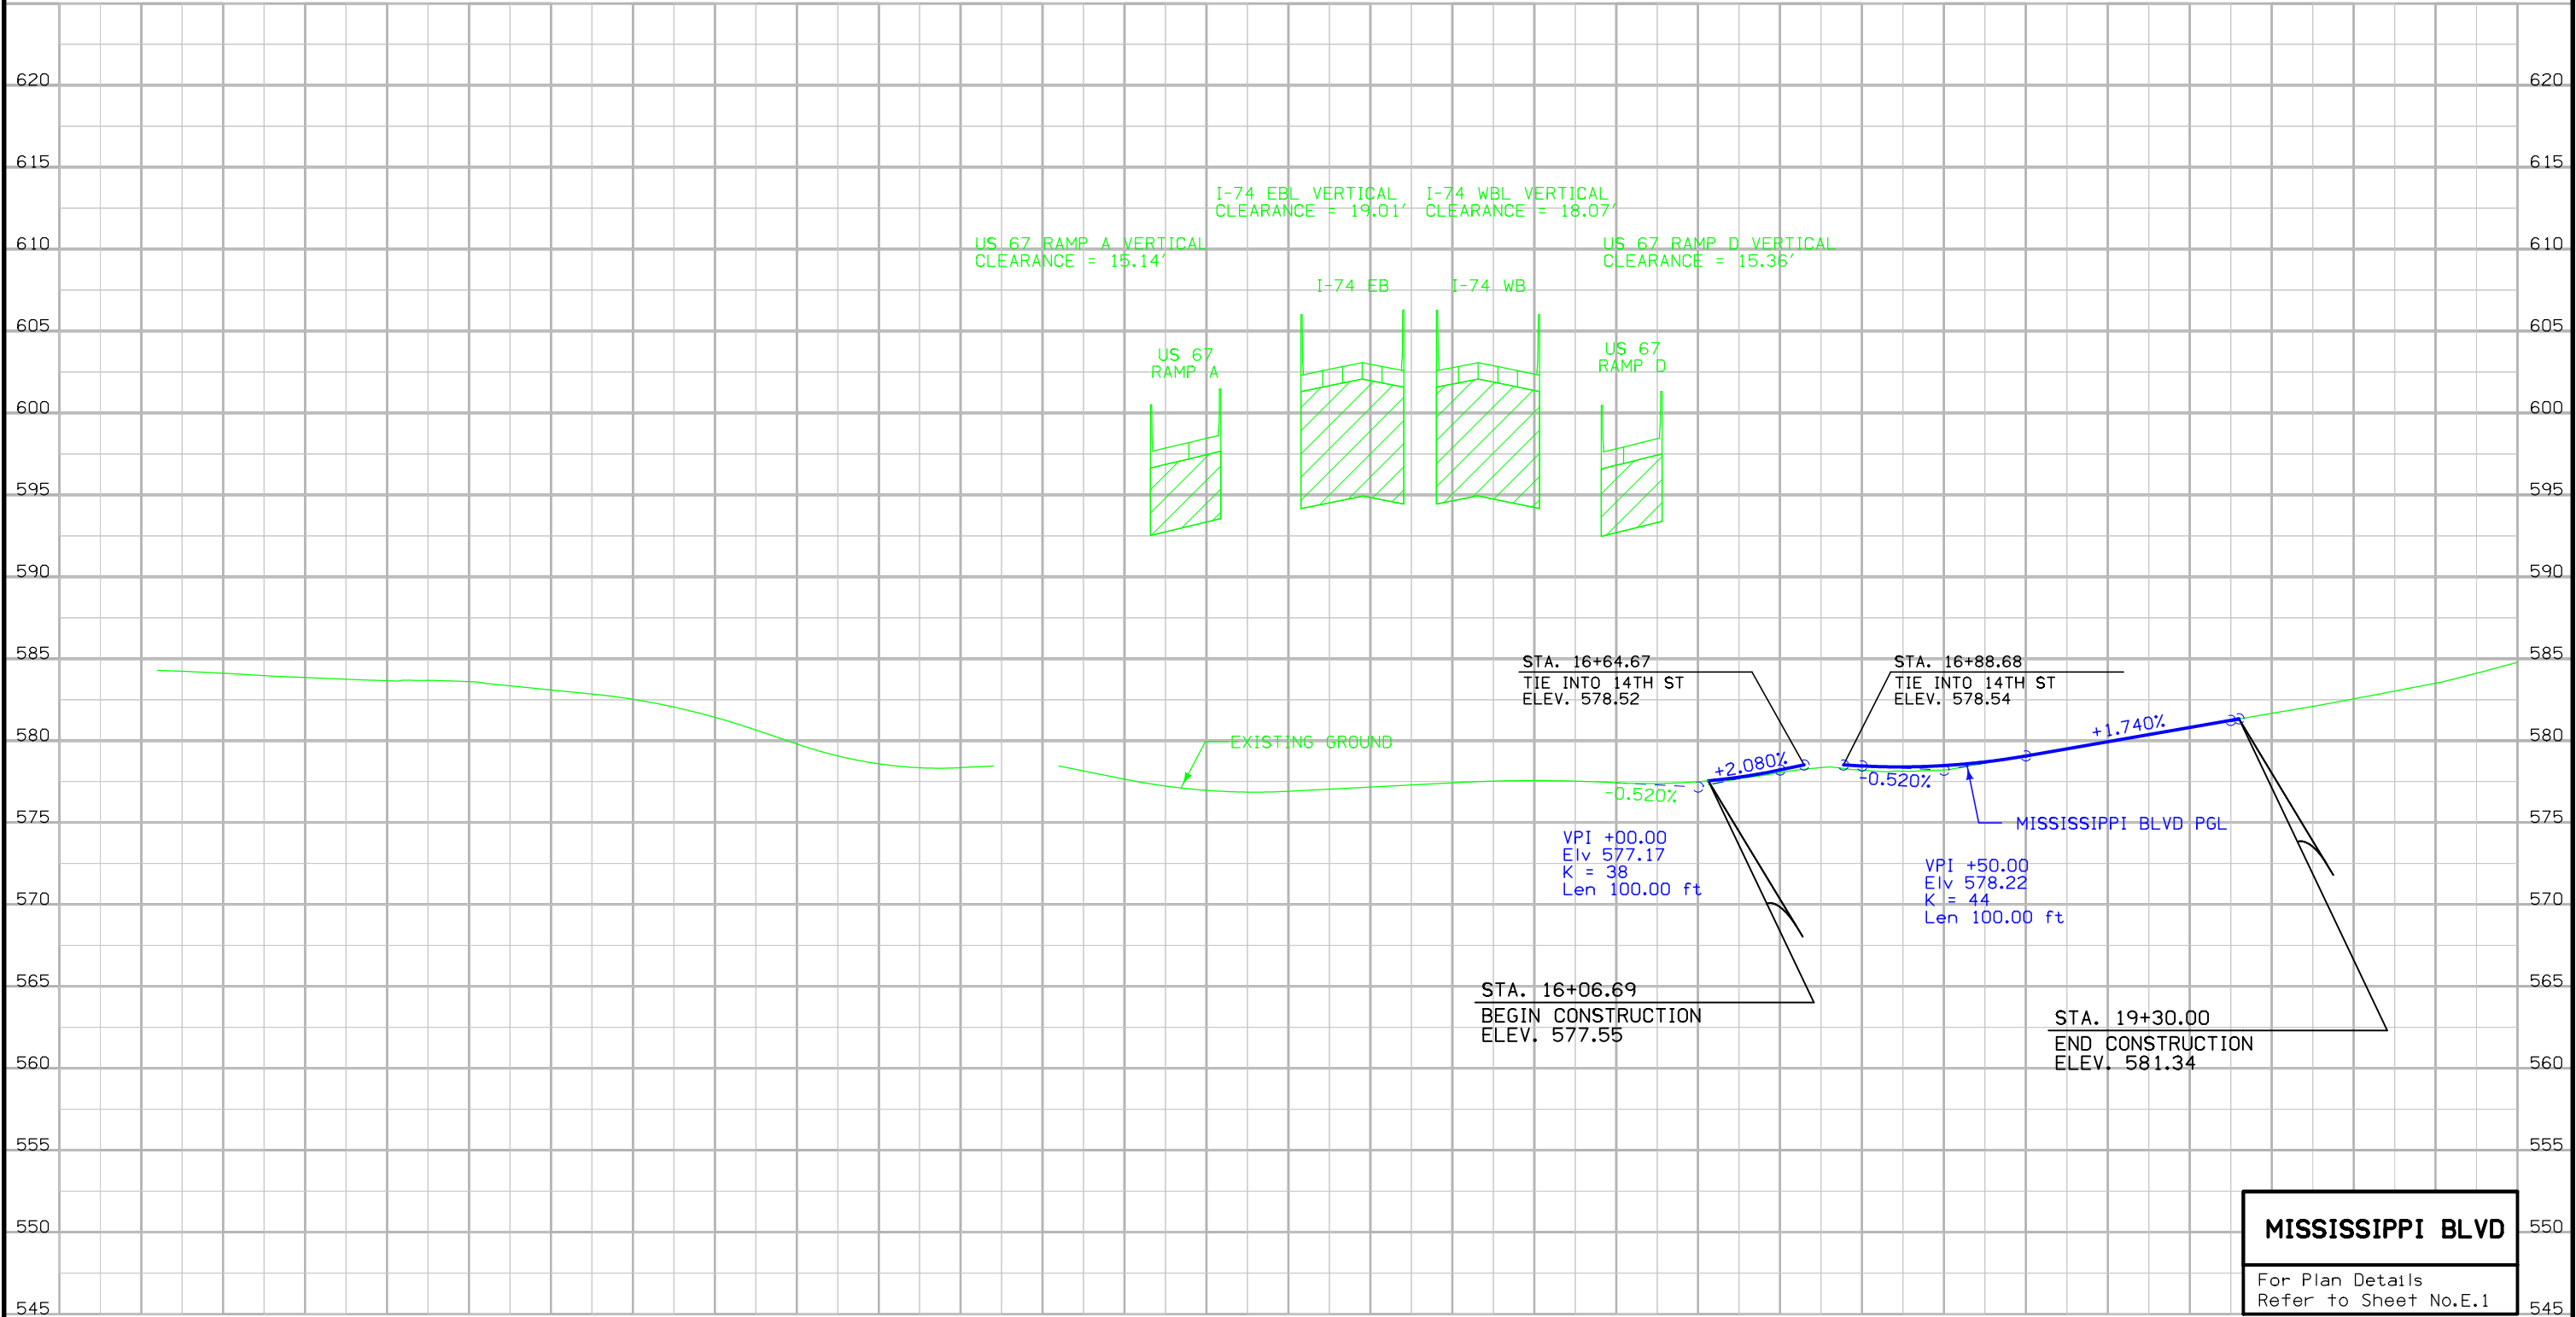 620 620
615 615
I-74 EBL VERTICAL I-74 WBL VERTICAL
CLEARANCE = 19.01' CLEARANCE = 18.07'
US 67 RAMP A VERTICAL US 67 RAMP D VERTICAL
610 610
CLEARANCE = 15.14' CLEARANCE = 15.36'
I-74 EB I-74 WB
605 605
US 67 US 67
RAMP A RAMP D
600 600
595 595
590 590
585 585
STA. 16+64.67 STA. 16+88.68
TIE INTO 14TH ST TIE INTO 14TH ST
ELEV. 578.52 ELEV. 578.54
+1.740%
580 580
EXISTING GROUND
+2.080%
-0.520%
-0.520%
575 575
MISSISSIPPI BLVD PGL
VPI +00.00
Elv 577.17
K = 38
Len 100.00 ft
VPI +50.00
Elv 578.22
K = 44
Len 100.00 ft
570 570
565 565
STA. 16+06.69
BEGIN CONSTRUCTION
ELEV. 577.55
STA. 19+30.00
END CONSTRUCTION
ELEV. 581.34
560 560
555 555
550 550
MISSISSIPPI BLVD
For Plan Details
Refer to Sheet No.E.1
545 545